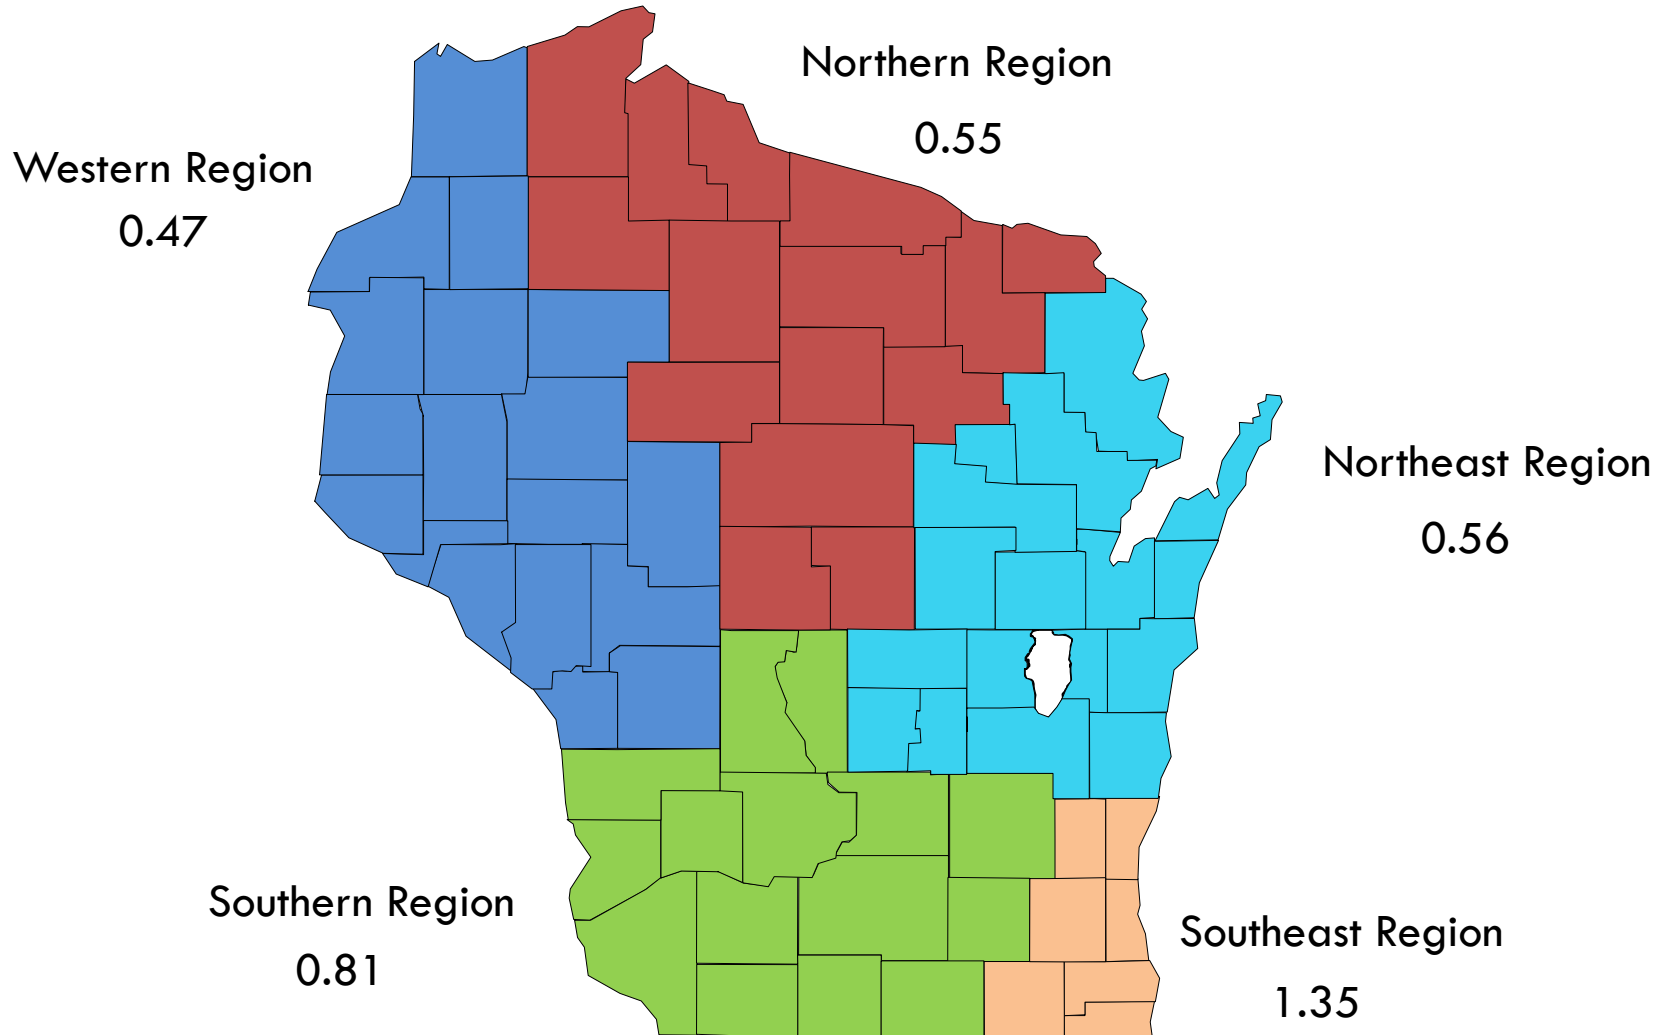 Northern Region
0.55
Western Region
0.47
Northeast Region
0.56
Southern Region
0.81
Southeast Region
1.35